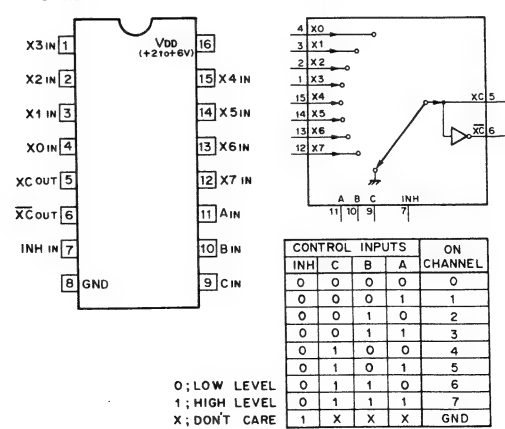 X3 IN 1
X2 IN 2
X1 IN 3
XO IN 4
XC OUT 5
X̅C̅ OUT 6
INH IN 7
8 GND
VDD 16
(+2 TO +6V)
15 X4 IN
14 X5 IN
13 X6 IN
12 X7 IN
11 A IN
10 B IN
9 C IN
4 XO
3 X1
2 X2
1 X3
15 X4
14 X5
13 X6
12 X7
XC 5
X̅C̅ 6
A B C INH
11 10 9 7
CONTROL INPUTS ON CHANNEL
INH C B A
0 0 0 0 0
0 0 0 1 1
0 0 1 0 2
0 0 1 1 3
0 1 0 0 4
0 1 0 1 5
0 1 1 0 6
0 1 1 1 7
1 X X X GND
0 ; LOW LEVEL
1 ; HIGH LEVEL
X ; DON'T CARE